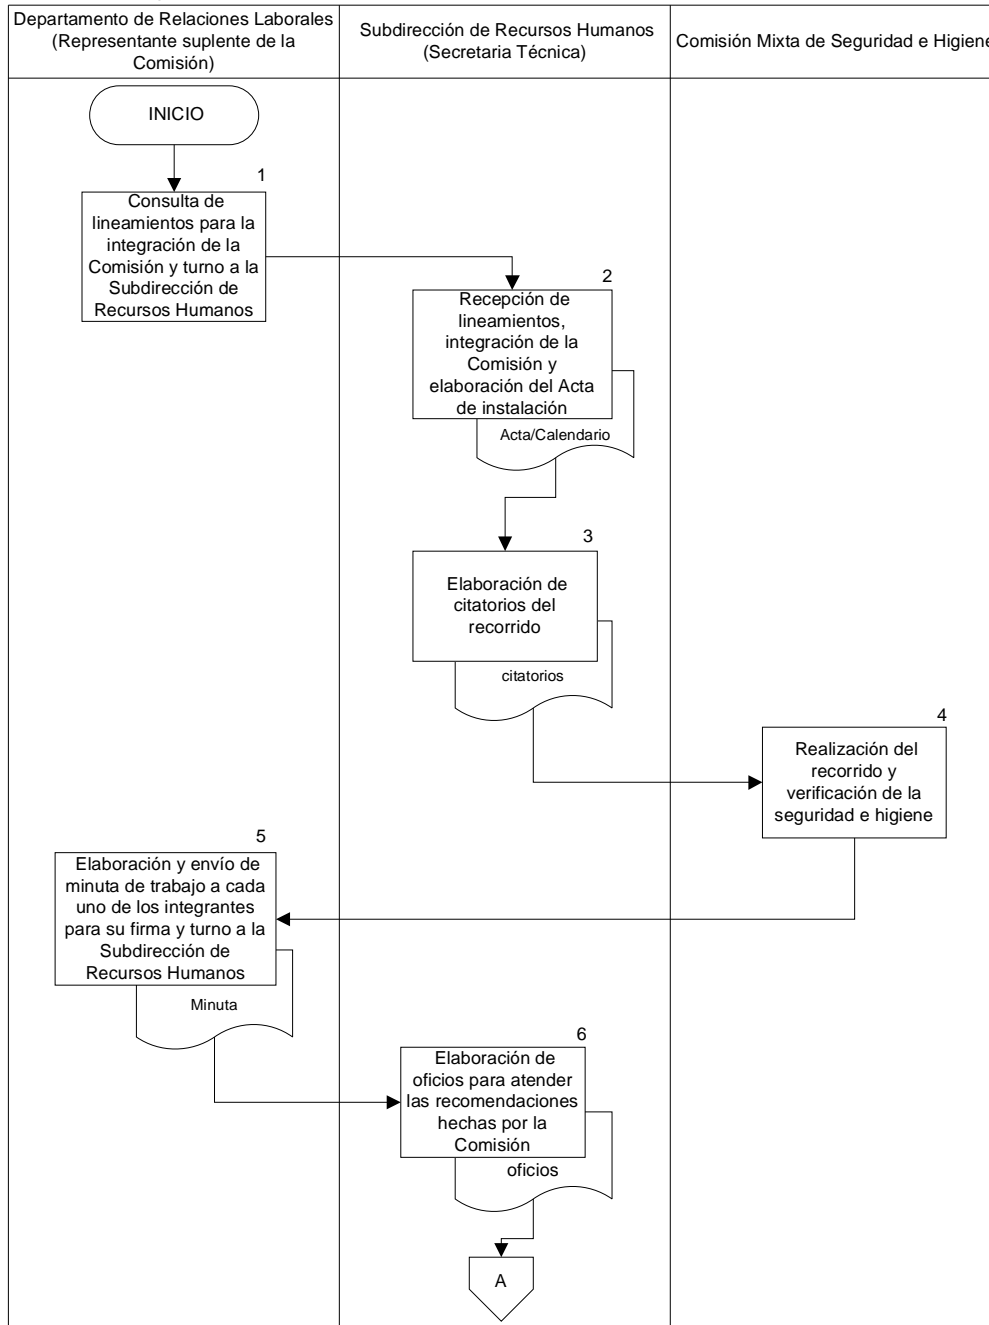 Departamento de Relaciones Laborales
(Representante suplente de la
Comisión)
Subdirección de Recursos Humanos
(Secretaria Técnica)
Comisión Mixta de Seguridad e Higiene
INICIO
1
Consulta de
lineamientos para la
integración de la
Comisión y turno a la
Subdirección de
Recursos Humanos
2
Recepción de
lineamientos,
integración de la
Comisión y
elaboración del Acta
de instalación
Acta/Calendario
3
Elaboración de
citatorios del
recorrido
citatorios
4
Realización del
recorrido y
verificación de la
seguridad e higiene
5
Elaboración y envío de
minuta de trabajo a cada
uno de los integrantes
para su firma y turno a la
Subdirección de
Recursos Humanos
Minuta
6
Elaboración de
oficios para atender
las recomendaciones
hechas por la
Comisión
oficios
A